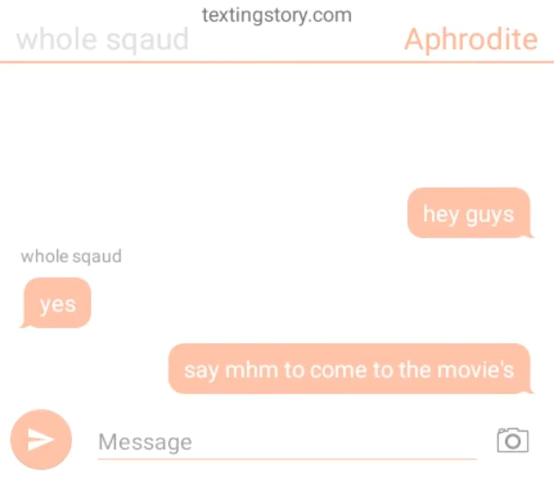 textingstory.com
whole sqaud
Aphrodite
hey guys
whole sqaud
yes
say mhm to come to the movie's
Message